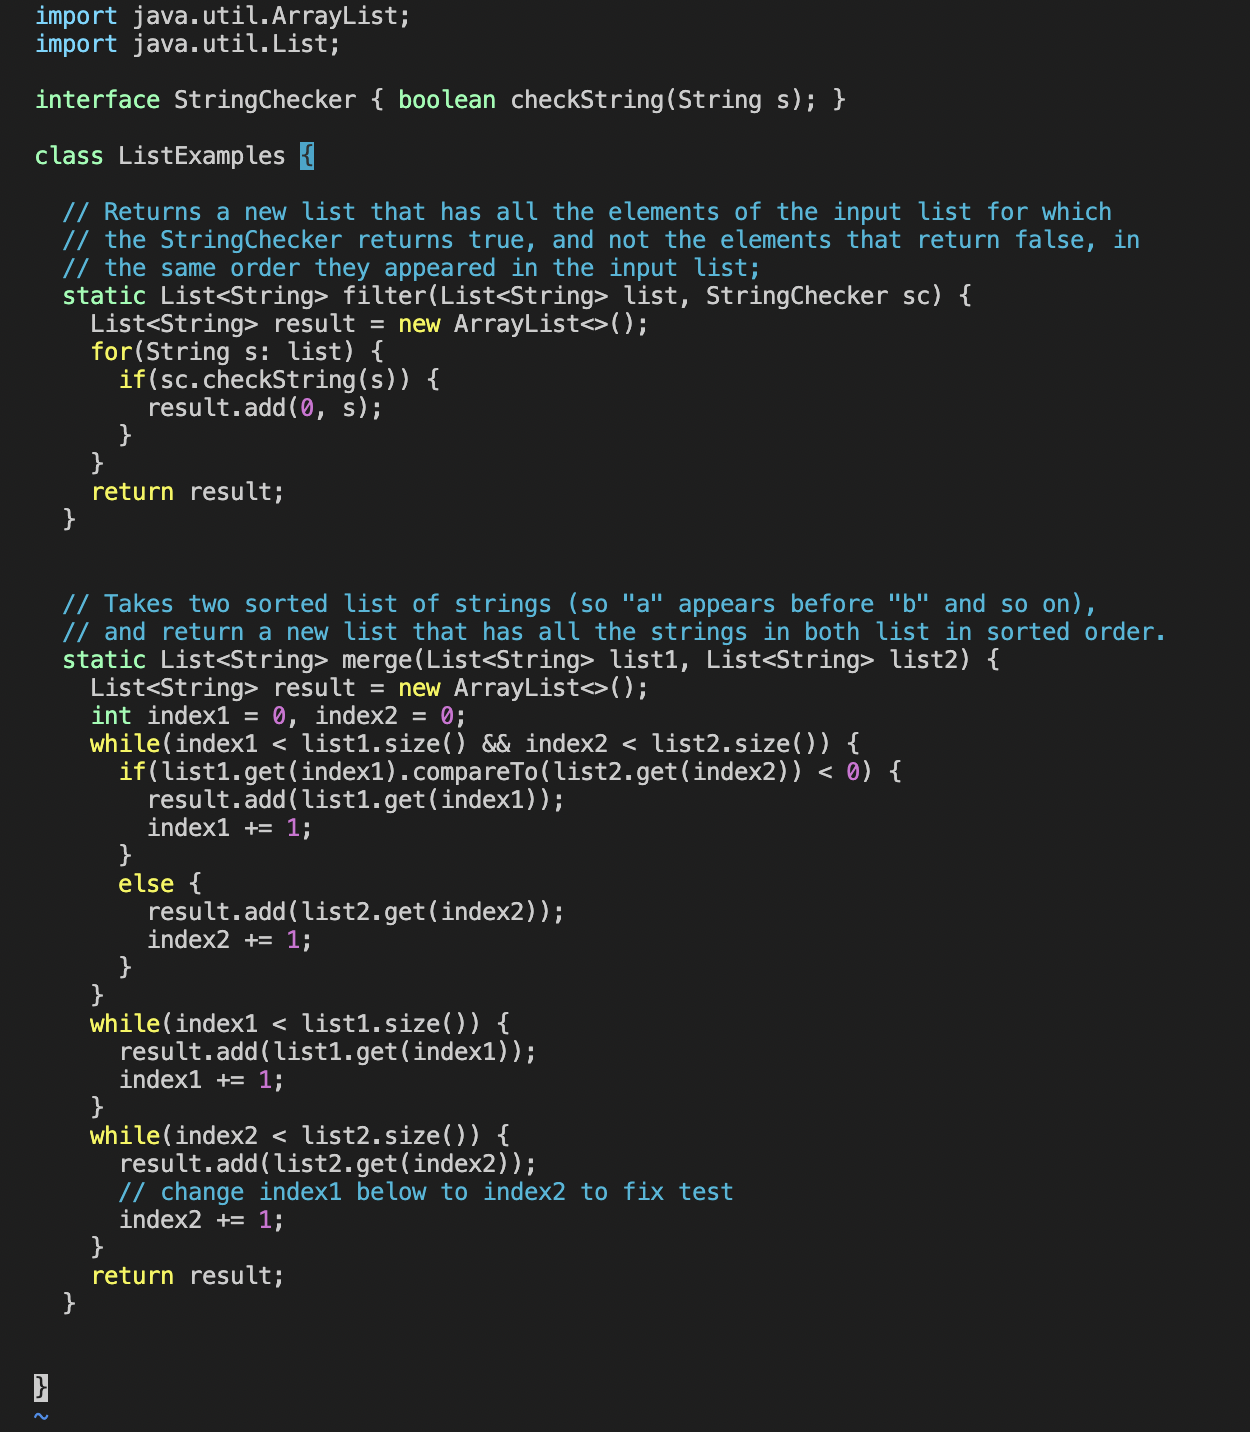 import java.util.ArrayList;
import java.util.List;

interface StringChecker { boolean checkString(String s); }

class ListExamples {

  // Returns a new list that has all the elements of the input list for which
  // the StringChecker returns true, and not the elements that return false, in
  // the same order they appeared in the input list;
  static List<String> filter(List<String> list, StringChecker sc) {
    List<String> result = new ArrayList<>();
    for(String s: list) {
      if(sc.checkString(s)) {
        result.add(0, s);
      }
    }
    return result;
  }


  // Takes two sorted list of strings (so "a" appears before "b" and so on),
  // and return a new list that has all the strings in both list in sorted order.
  static List<String> merge(List<String> list1, List<String> list2) {
    List<String> result = new ArrayList<>();
    int index1 = 0, index2 = 0;
    while(index1 < list1.size() && index2 < list2.size()) {
      if(list1.get(index1).compareTo(list2.get(index2)) < 0) {
        result.add(list1.get(index1));
        index1 += 1;
      }
      else {
        result.add(list2.get(index2));
        index2 += 1;
      }
    }
    while(index1 < list1.size()) {
      result.add(list1.get(index1));
      index1 += 1;
    }
    while(index2 < list2.size()) {
      result.add(list2.get(index2));
      // change index1 below to index2 to fix test
      index2 += 1;
    }
    return result;
  }


}
~